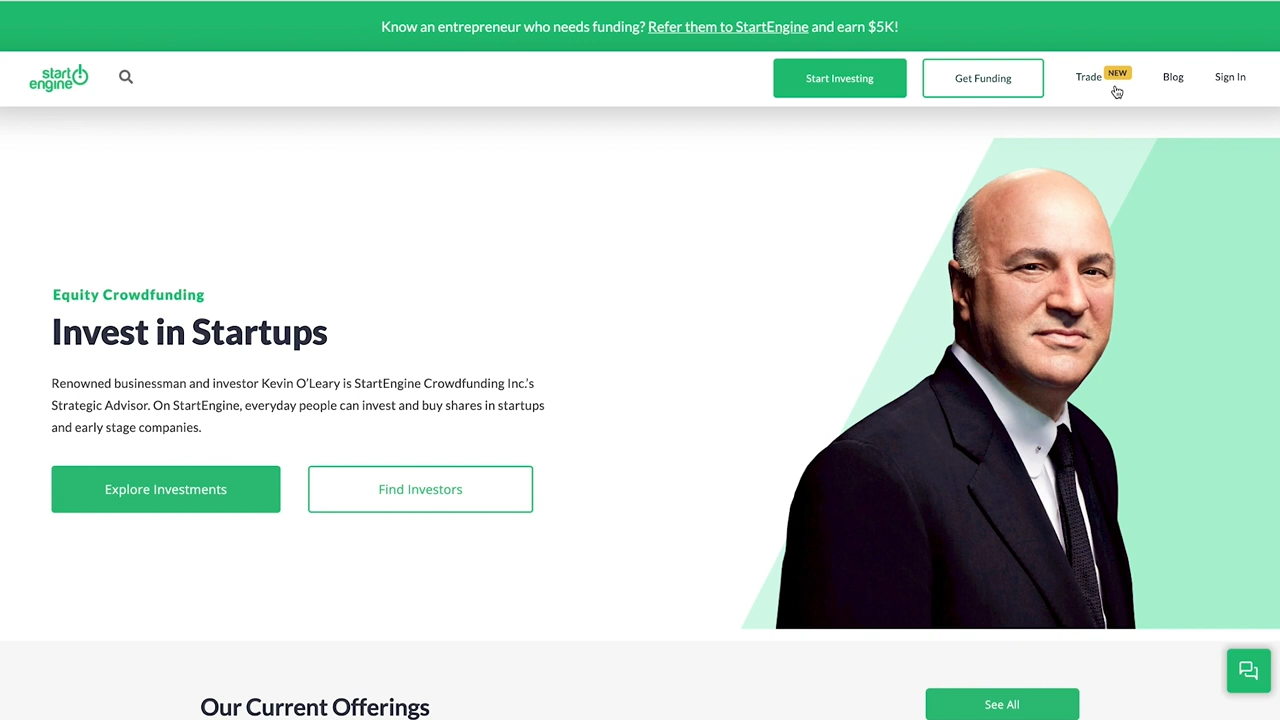 Know an entrepreneur who needs funding? Refer them to StartEngine and earn $5K!
start
engine
Start Investing
Get Funding
Trade
NEW
Blog
Sign In
Equity Crowdfunding
Invest in Startups
Renowned businessman and investor Kevin O'Leary is StartEngine Crowdfunding Inc.'s
Strategic Advisor. On StartEngine, everyday people can invest and buy shares in startups
and early stage companies.
Explore Investments
Find Investors
Our Current Offerings
See All